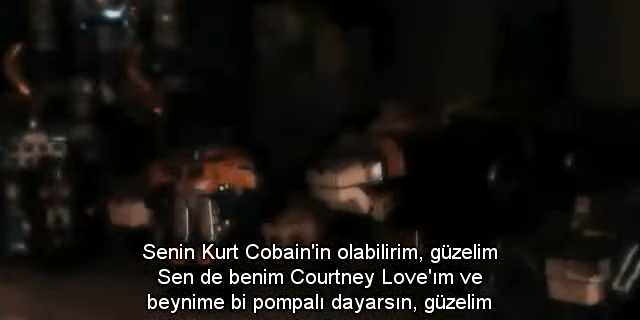 Senin Kurt Cobain'in olabilirim, güzelim
Sen de benim Courtney Love'ım ve
beynime bi pompalı dayarsın, güzelim